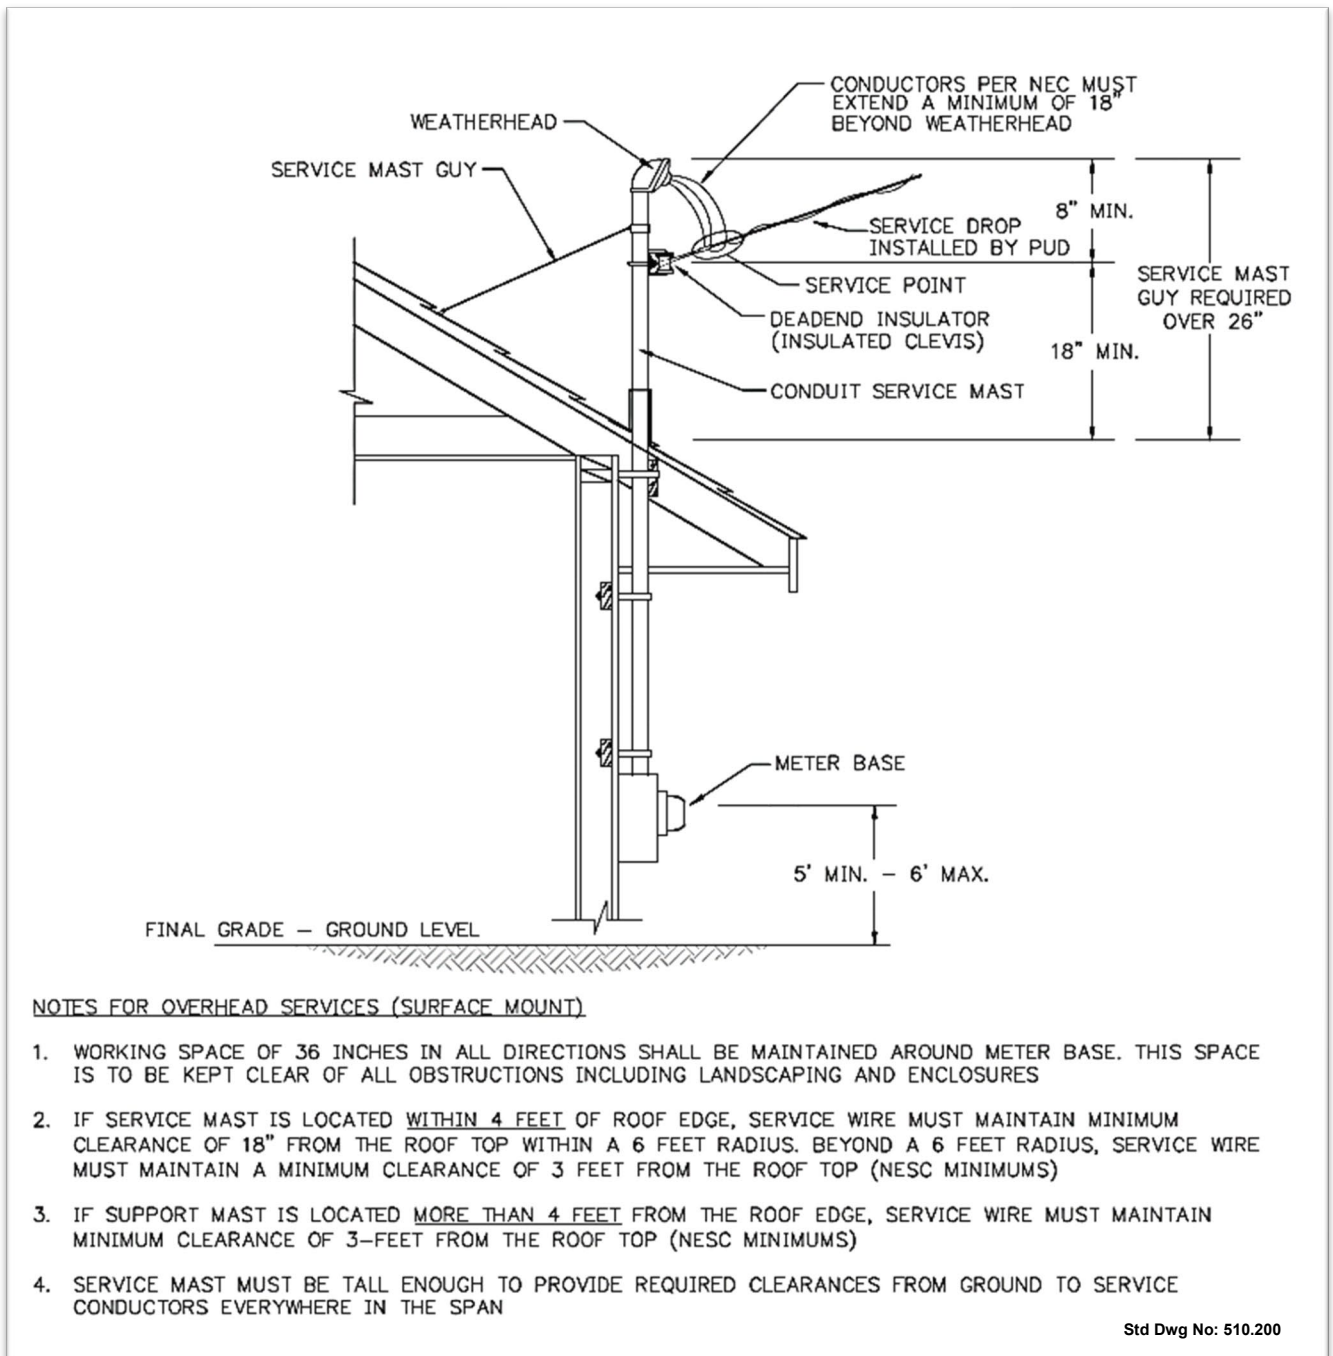 CONDUCTORS PER NEC MUST
EXTEND A MINIMUM OF 18"
BEYOND WEATHERHEAD
WEATHERHEAD
SERVICE MAST GUY
8" MIN.
SERVICE DROP
INSTALLED BY PUD
SERVICE POINT
SERVICE MAST
GUY REQUIRED
OVER 26"
DEADEND INSULATOR
(INSULATED CLEVIS)
18" MIN.
CONDUIT SERVICE MAST
METER BASE
5' MIN. – 6' MAX.
FINAL GRADE – GROUND LEVEL
NOTES FOR OVERHEAD SERVICES (SURFACE MOUNT)
1. WORKING SPACE OF 36 INCHES IN ALL DIRECTIONS SHALL BE MAINTAINED AROUND METER BASE. THIS SPACE
IS TO BE KEPT CLEAR OF ALL OBSTRUCTIONS INCLUDING LANDSCAPING AND ENCLOSURES
2. IF SERVICE MAST IS LOCATED WITHIN 4 FEET OF ROOF EDGE, SERVICE WIRE MUST MAINTAIN MINIMUM
CLEARANCE OF 18" FROM THE ROOF TOP WITHIN A 6 FEET RADIUS. BEYOND A 6 FEET RADIUS, SERVICE WIRE
MUST MAINTAIN A MINIMUM CLEARANCE OF 3 FEET FROM THE ROOF TOP (NESC MINIMUMS)
3. IF SUPPORT MAST IS LOCATED MORE THAN 4 FEET FROM THE ROOF EDGE, SERVICE WIRE MUST MAINTAIN
MINIMUM CLEARANCE OF 3–FEET FROM THE ROOF TOP (NESC MINIMUMS)
4. SERVICE MAST MUST BE TALL ENOUGH TO PROVIDE REQUIRED CLEARANCES FROM GROUND TO SERVICE
CONDUCTORS EVERYWHERE IN THE SPAN
Std Dwg No: 510.200